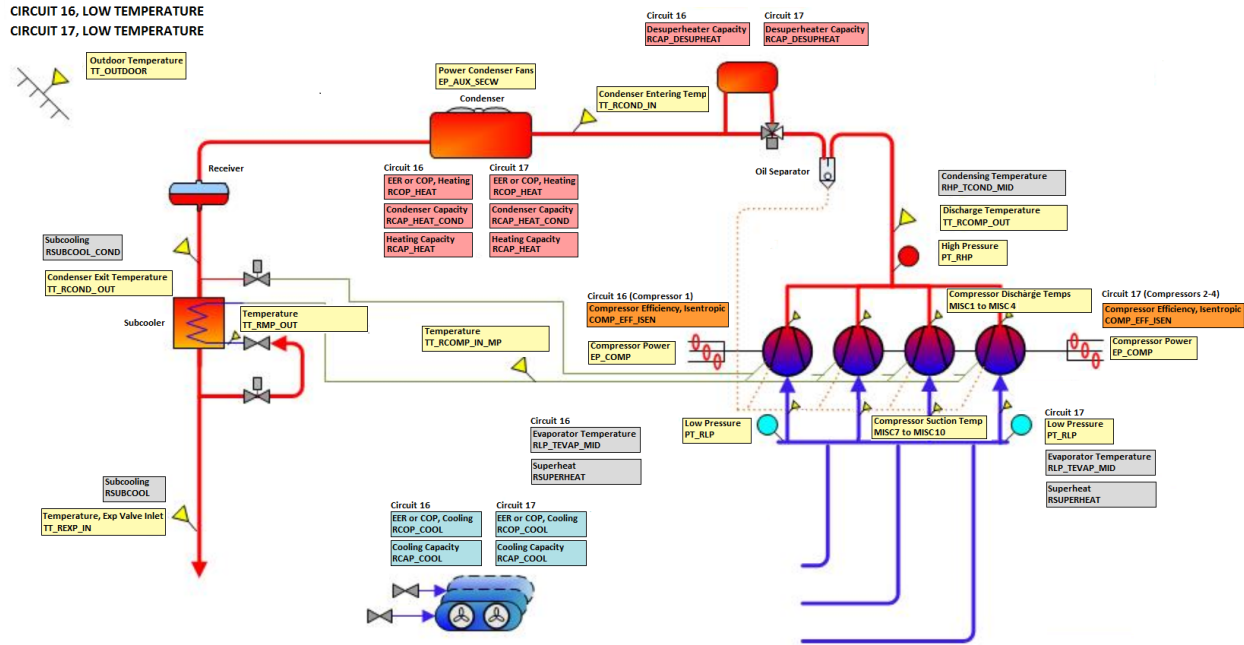 CIRCUIT 16, LOW TEMPERATURE
CIRCUIT 17, LOW TEMPERATURE
Outdoor Temperature
TT_OUTDOOR
Power Condenser Fans
EP_AUX_SECW
Condenser
Condenser Entering Temp
TT_RCOND_IN
Circuit 16
Desuperheater Capacity
RCAP_DESUPHEAT
Circuit 17
Desuperheater Capacity
RCAP_DESUPHEAT
Receiver
Circuit 16
EER or COP, Heating
RCOP_HEAT
Condenser Capacity
RCAP_HEAT_COND
Heating Capacity
RCAP_HEAT
Circuit 17
EER or COP, Heating
RCOP_HEAT
Condenser Capacity
RCAP_HEAT_COND
Heating Capacity
RCAP_HEAT
Oil Separator
Condensing Temperature
RHP_TCOND_MID
Discharge Temperature
TT_RCOMP_OUT
High Pressure
PT_RHP
Subcooling
RSUBCOOL_COND
Condenser Exit Temperature
TT_RCOND_OUT
Subcooler
Temperature
TT_RMP_OUT
Temperature
TT_RCOMP_IN_MP
Circuit 16 (Compressor 1)
Compressor Efficiency, Isentropic
COMP_EFF_ISEN
Compressor Power
EP_COMP
Compressor Discharge Temps
MISC1 to MISC4
Circuit 17 (Compressors 2-4)
Compressor Efficiency, Isentropic
COMP_EFF_ISEN
Compressor Power
EP_COMP
Circuit 16
Evaporator Temperature
RLP_TEVAP_MID
Superheat
RSUPERHEAT
Low Pressure
PT_RLP
Compressor Suction Temp
MISC7 to MISC10
Circuit 17
Low Pressure
PT_RLP
Evaporator Temperature
RLP_TEVAP_MID
Superheat
RSUPERHEAT
Subcooling
RSUBCOOL
Temperature, Exp Valve Inlet
TT_REXP_IN
Circuit 16
EER or COP, Cooling
RCOP_COOL
Cooling Capacity
RCAP_COOL
Circuit 17
EER or COP, Cooling
RCOP_COOL
Cooling Capacity
RCAP_COOL